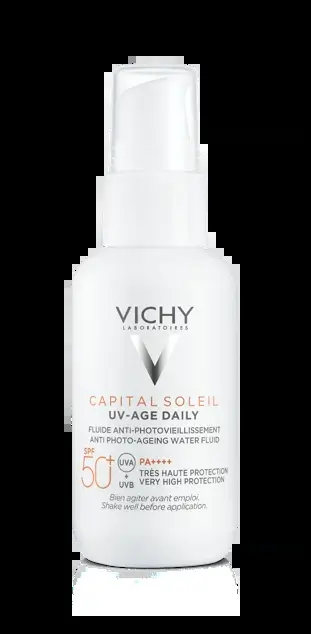 VICHY
LABORATOIRES
CAPITAL SOLEIL
UV-AGE DAILY
FLUIDE ANTI-PHOTOVIEILLISSEMENT
ANTI PHOTO-AGEING WATER FLUID
SPF
50+
UVA
+
UVB
PA++++
TRÈS HAUTE PROTECTION
VERY HIGH PROTECTION
Bien agiter avant emploi.
Shake well before application.